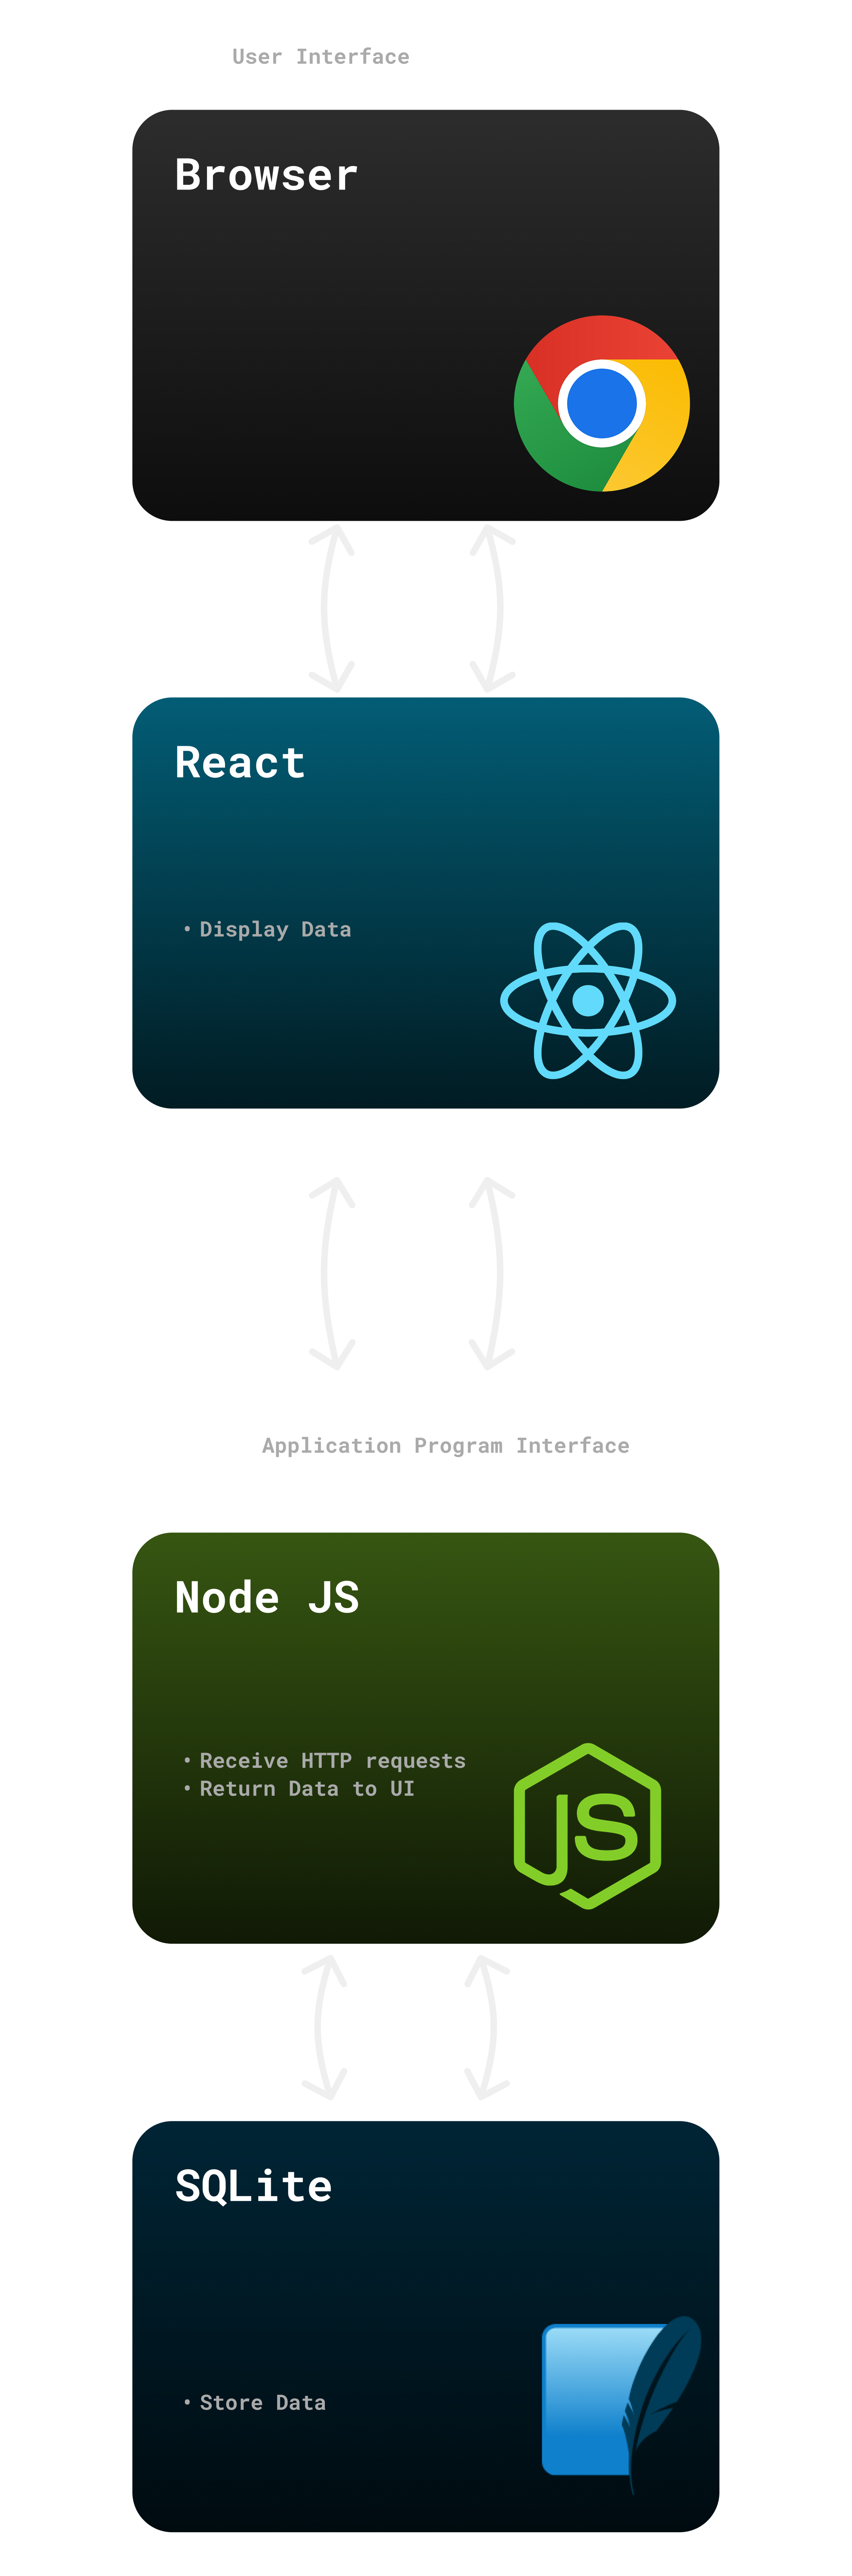 User Interface
Browser
React
• Display Data
Application Program Interface
Node JS
• Receive HTTP requests
• Return Data to UI
JS
SQLite
• Store Data